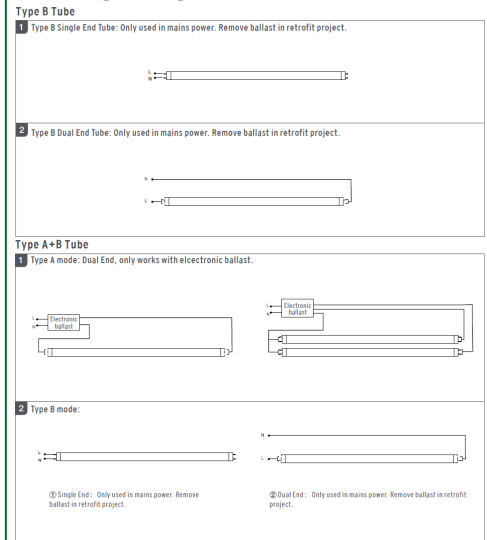 Type B Tube
1 Type B Single End Tube: Only used in mains power. Remove ballast in retrofit project.
L
N
2 Type B Dual End Tube: Only used in mains power. Remove ballast in retrofit project.
N
L
Type A+B Tube
1 Type A mode: Dual End, only works with elcectronic ballast.
L
N
Electronic
ballast
L
N
Electronic
ballast
2 Type B mode:
L
N
N
L
① Single End: Only used in mains power. Remove
ballast in retrofit project.
② Dual End: Only used in mains power. Remove ballast in retrofit
project.